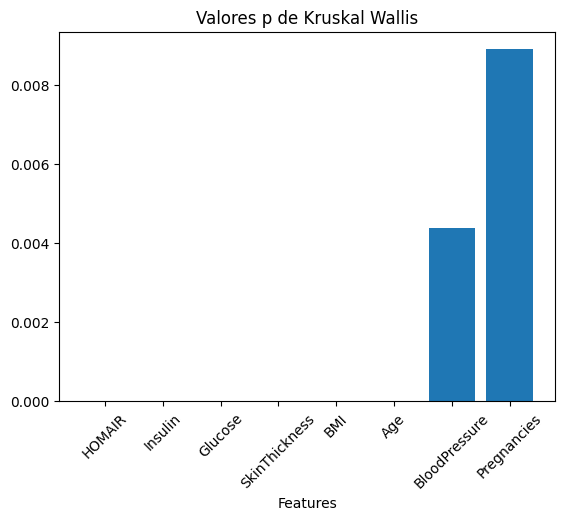 Valores p de Kruskal Wallis
0.008
0.006
0.004
0.002
0.000
HOMAIR
Insulin
Glucose
SkinThickness
BMI
Age
BloodPressure
Pregnancies
Features